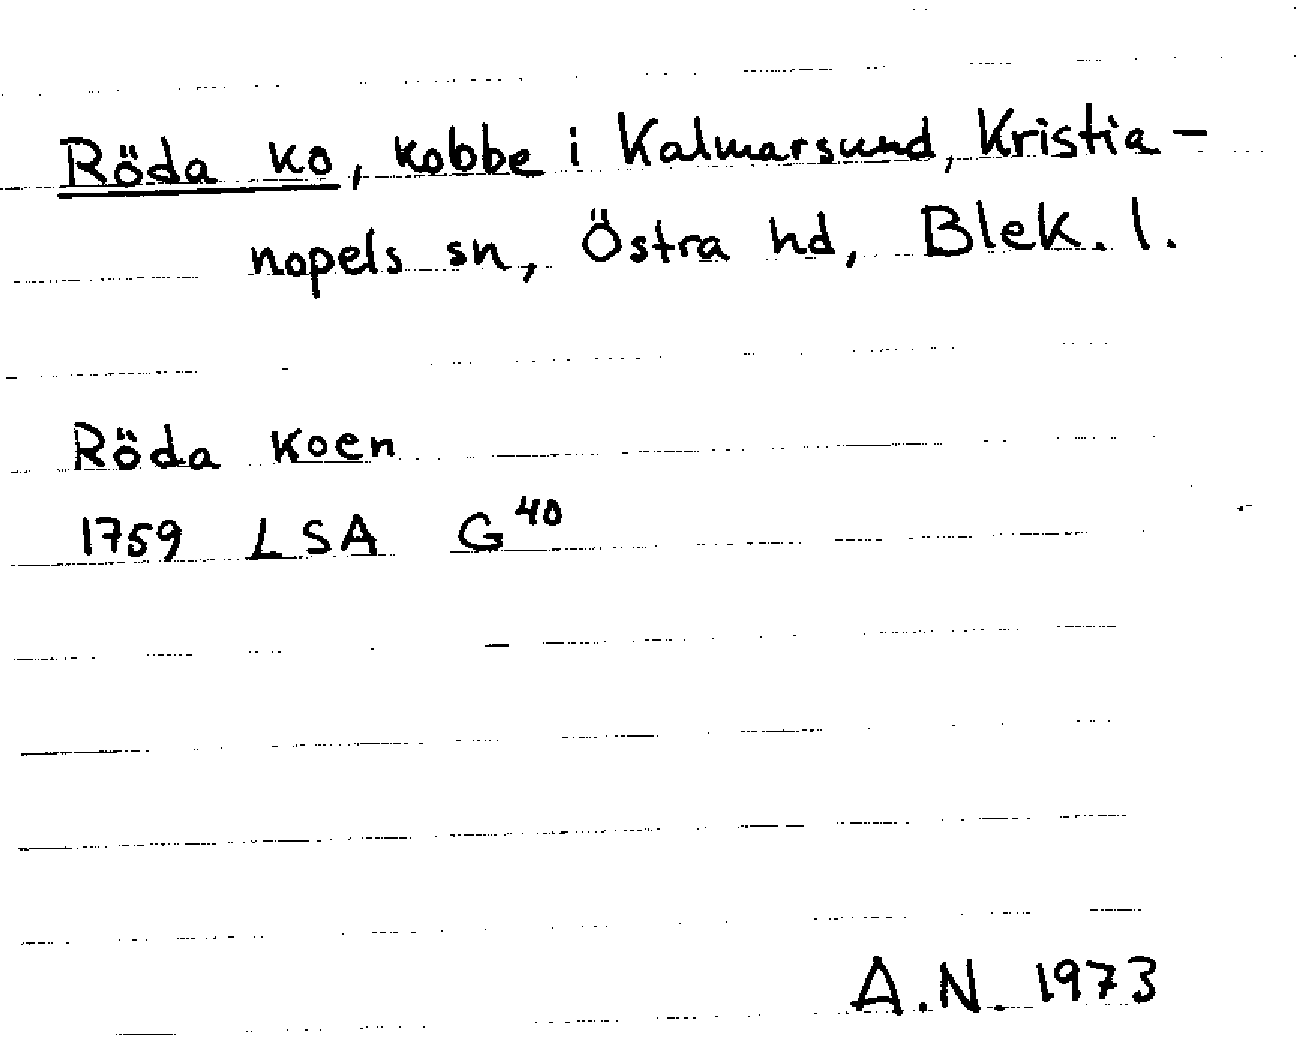 Röda ko, kobbe i Kalmarsund, Kristia-
nopels sn, Östra hd, Blek. l.
Röda Koen
1759 LSA G40
A.N. 1973